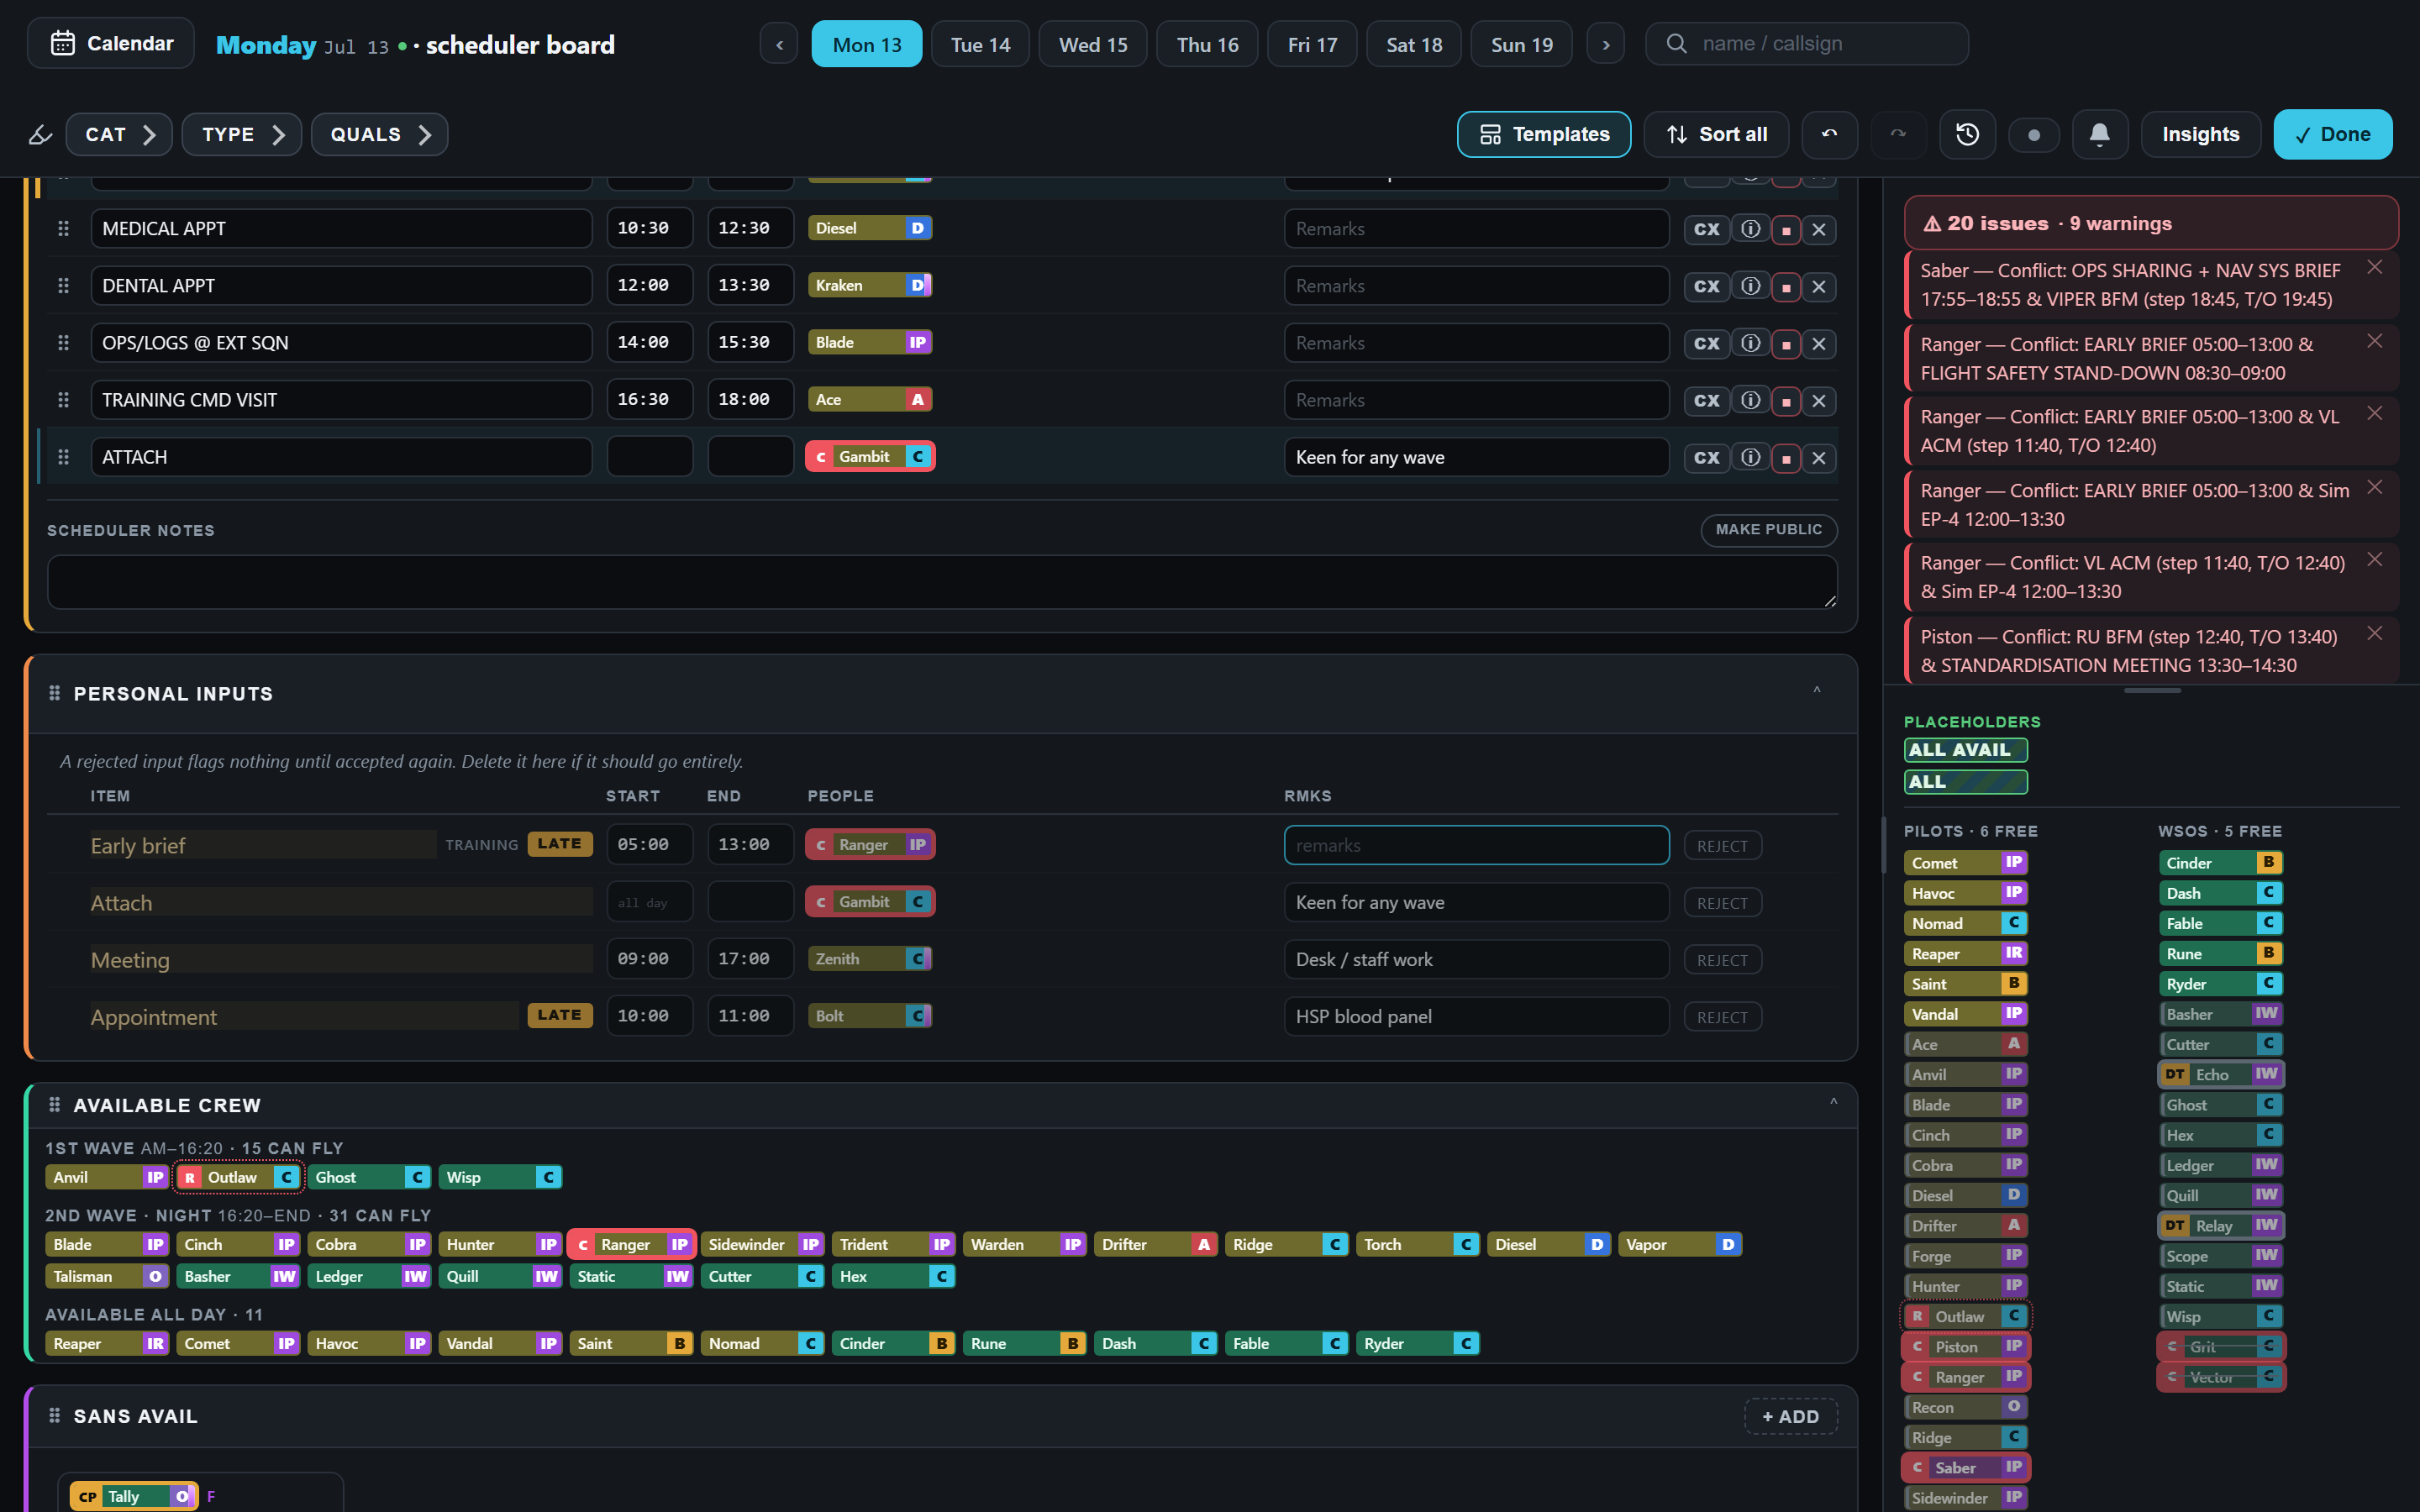 Calendar
Monday Jul 13 • · scheduler board
‹ Mon 13 Tue 14 Wed 15 Thu 16 Fri 17 Sat 18 Sun 19 ›
name / callsign
CAT TYPE QUALS
Templates Sort all Insights ✓ Done
MEDICAL APPT 10:30 12:30 Diesel D Remarks CX
DENTAL APPT 12:00 13:30 Kraken D Remarks CX
OPS/LOGS @ EXT SQN 14:00 15:30 Blade IP Remarks CX
TRAINING CMD VISIT 16:30 18:00 Ace A Remarks CX
ATTACH C Gambit C Keen for any wave CX
SCHEDULER NOTES MAKE PUBLIC
PERSONAL INPUTS
A rejected input flags nothing until accepted again. Delete it here if it should go entirely.
ITEM START END PEOPLE RMKS
Early brief TRAINING LATE 05:00 13:00 C Ranger IP remarks REJECT
Attach all day C Gambit C Keen for any wave REJECT
Meeting 09:00 17:00 Zenith C Desk / staff work REJECT
Appointment LATE 10:00 11:00 Bolt C HSP blood panel REJECT
AVAILABLE CREW
1ST WAVE AM–16:20 · 15 CAN FLY
Anvil IP R Outlaw C Ghost C Wisp C
2ND WAVE · NIGHT 16:20–END · 31 CAN FLY
Blade IP Cinch IP Cobra IP Hunter IP C Ranger IP Sidewinder IP Trident IP Warden IP Drifter A Ridge C Torch C Diesel D Vapor D
Talisman O Basher IW Ledger IW Quill IW Static IW Cutter C Hex C
AVAILABLE ALL DAY · 11
Reaper IR Comet IP Havoc IP Vandal IP Saint B Nomad C Cinder B Rune B Dash C Fable C Ryder C
SANS AVAIL + ADD
CP Tally O F
⚠ 20 issues · 9 warnings
Saber — Conflict: OPS SHARING + NAV SYS BRIEF
17:55–18:55 & VIPER BFM (step 18:45, T/O 19:45)
Ranger — Conflict: EARLY BRIEF 05:00–13:00 &
FLIGHT SAFETY STAND-DOWN 08:30–09:00
Ranger — Conflict: EARLY BRIEF 05:00–13:00 & VL
ACM (step 11:40, T/O 12:40)
Ranger — Conflict: EARLY BRIEF 05:00–13:00 & Sim
EP-4 12:00–13:30
Ranger — Conflict: VL ACM (step 11:40, T/O 12:40)
& Sim EP-4 12:00–13:30
Piston — Conflict: RU BFM (step 12:40, T/O 13:40)
& STANDARDISATION MEETING 13:30–14:30
PLACEHOLDERS
ALL AVAIL
ALL
PILOTS · 6 FREE
Comet IP
Havoc IP
Nomad C
Reaper IR
Saint B
Vandal IP
Ace A
Anvil IP
Blade IP
Cinch IP
Cobra IP
Diesel D
Drifter A
Forge IP
Hunter IP
R Outlaw C
C Piston IP
C Ranger IP
Recon O
Ridge C
C Saber IP
Sidewinder IP
WSOS · 5 FREE
Cinder B
Dash C
Fable C
Rune B
Ryder C
Basher IW
Cutter C
DT Echo IW
Ghost C
Hex C
Ledger IW
Quill IW
DT Relay IW
Scope IW
Static IW
Wisp C
C Grit C
C Vector C